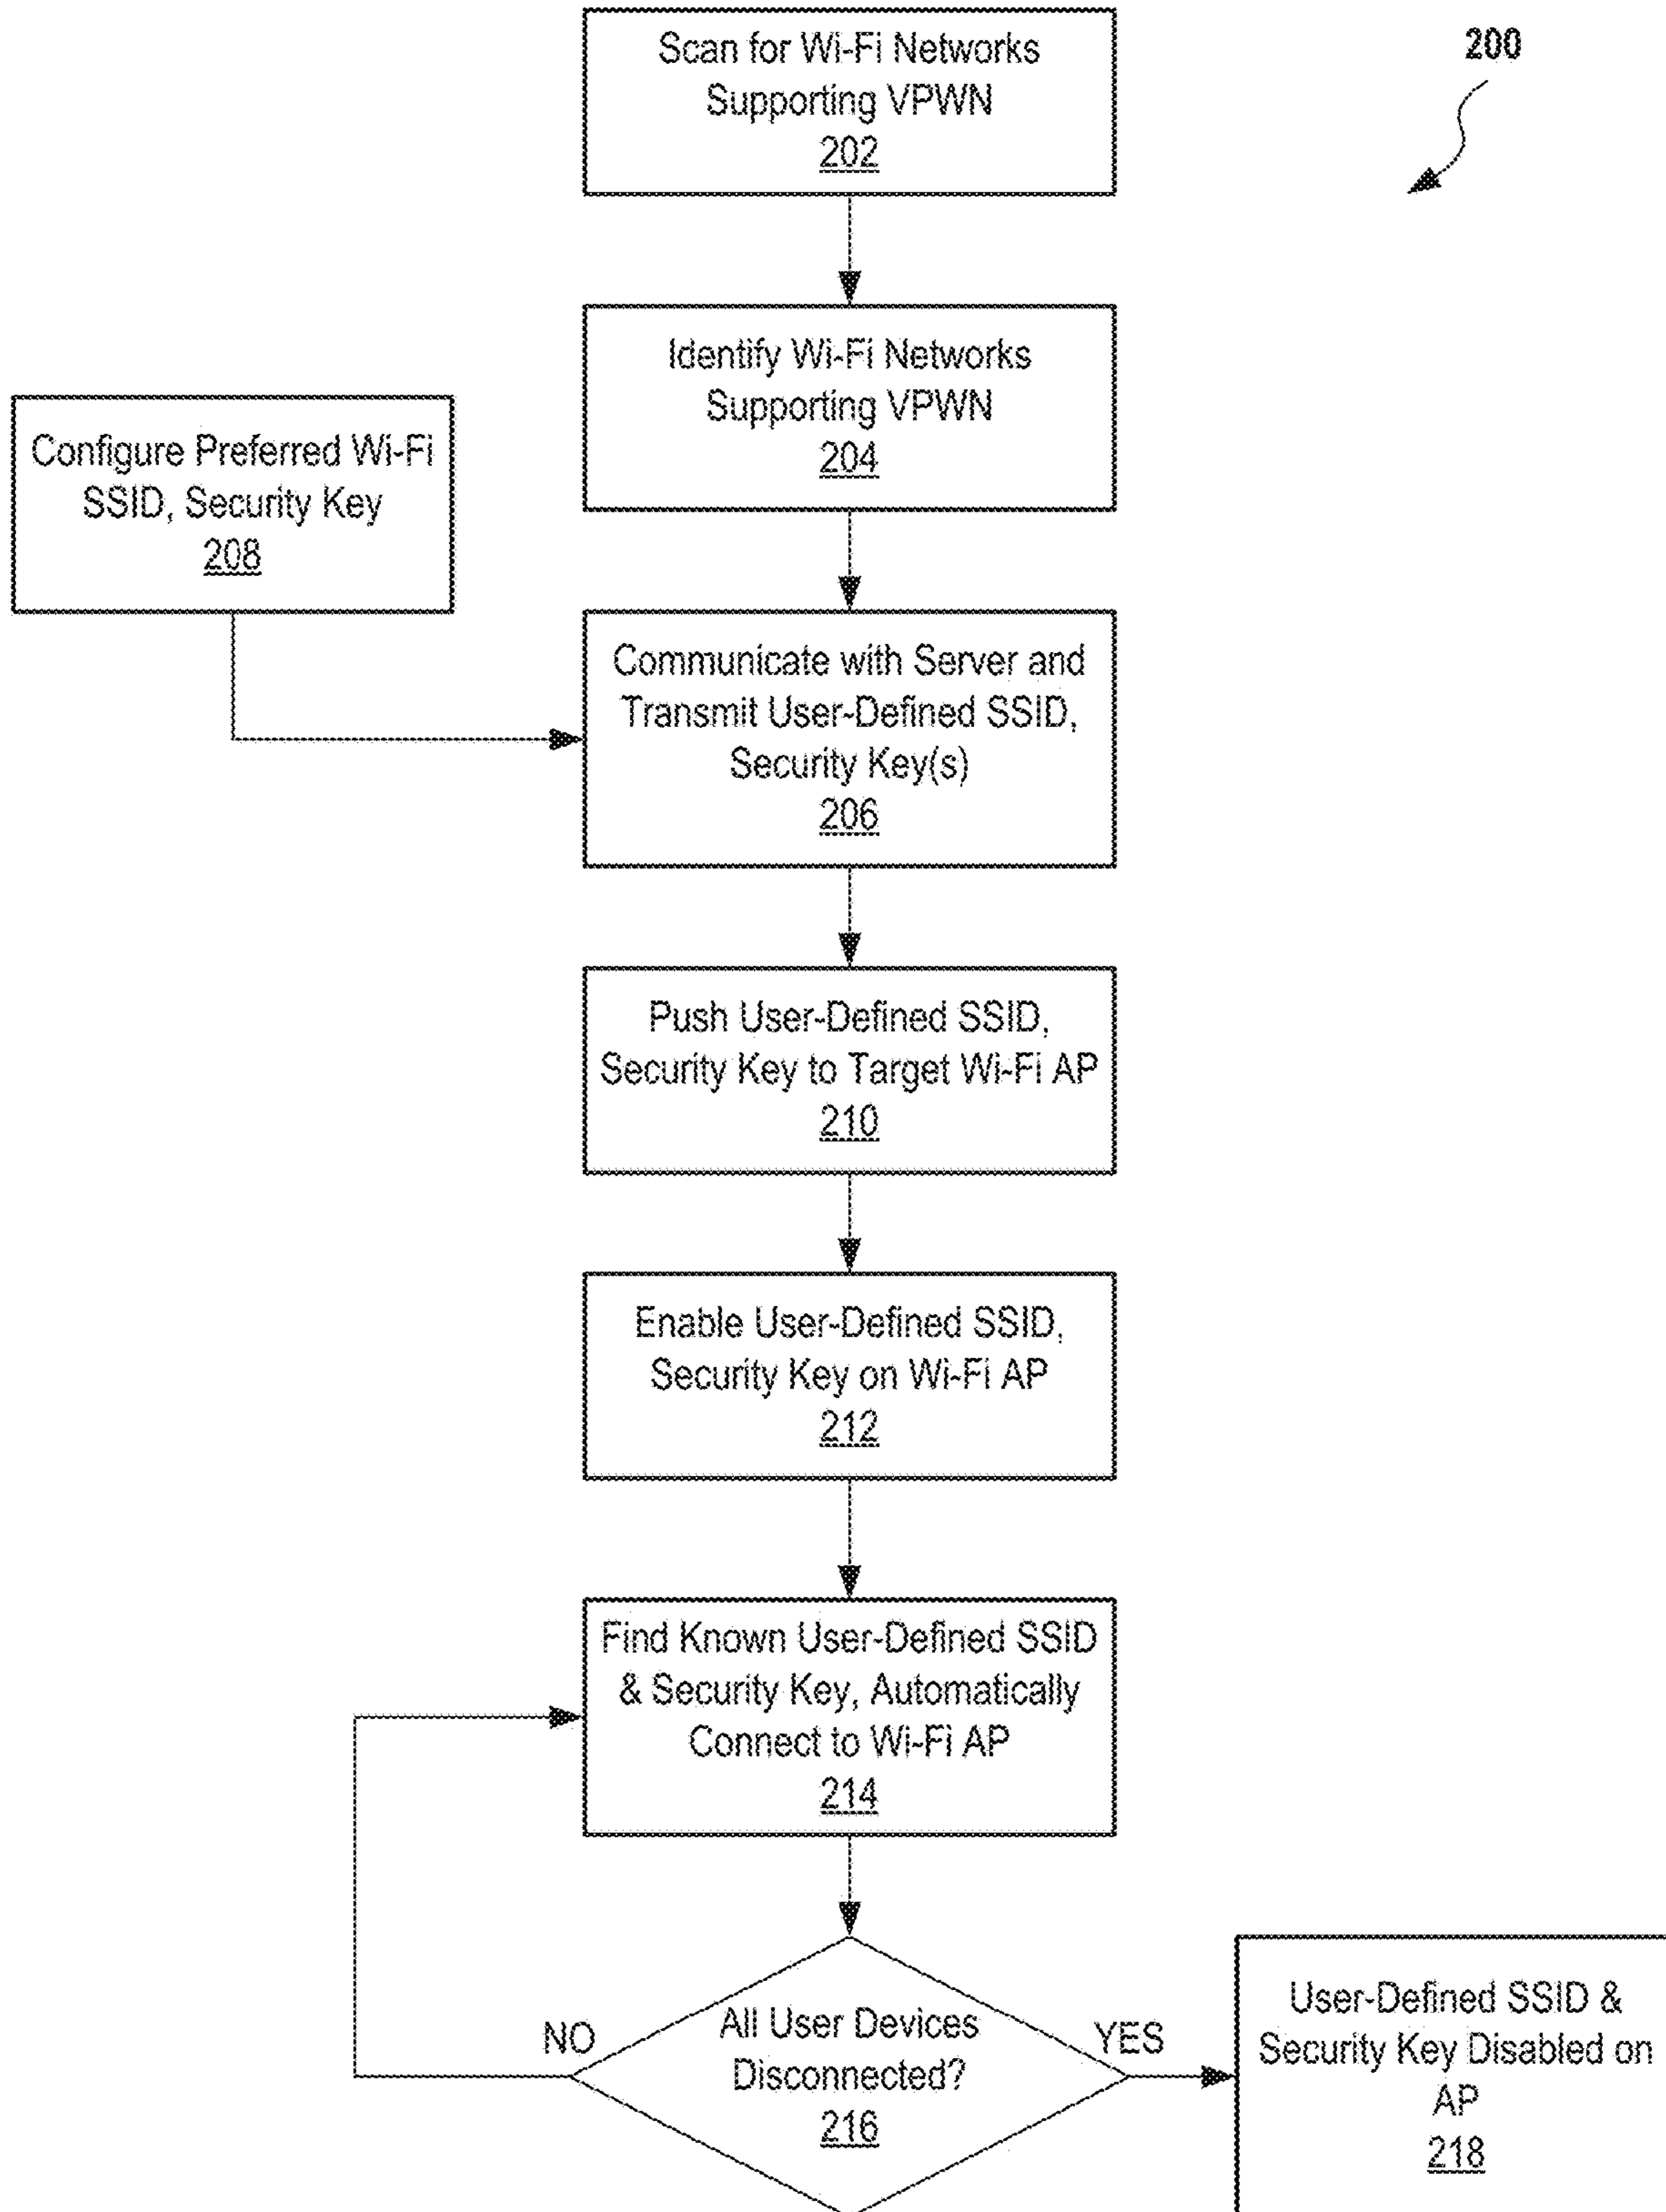 200
Scan for Wi-Fi Networks
Supporting VPWN
202
Identify Wi-Fi Networks
Supporting VPWN
204
Configure Preferred Wi-Fi
SSID, Security Key
208
Communicate with Server and
Transmit User-Defined SSID,
Security Key(s)
206
Push User-Defined SSID,
Security Key to Target Wi-Fi AP
210
Enable User-Defined SSID,
Security Key on Wi-Fi AP
212
Find Known User-Defined SSID
& Security Key, Automatically
Connect to Wi-Fi AP
214
NO
All User Devices
Disconnected?
216
YES
User-Defined SSID &
Security Key Disabled on
AP
218